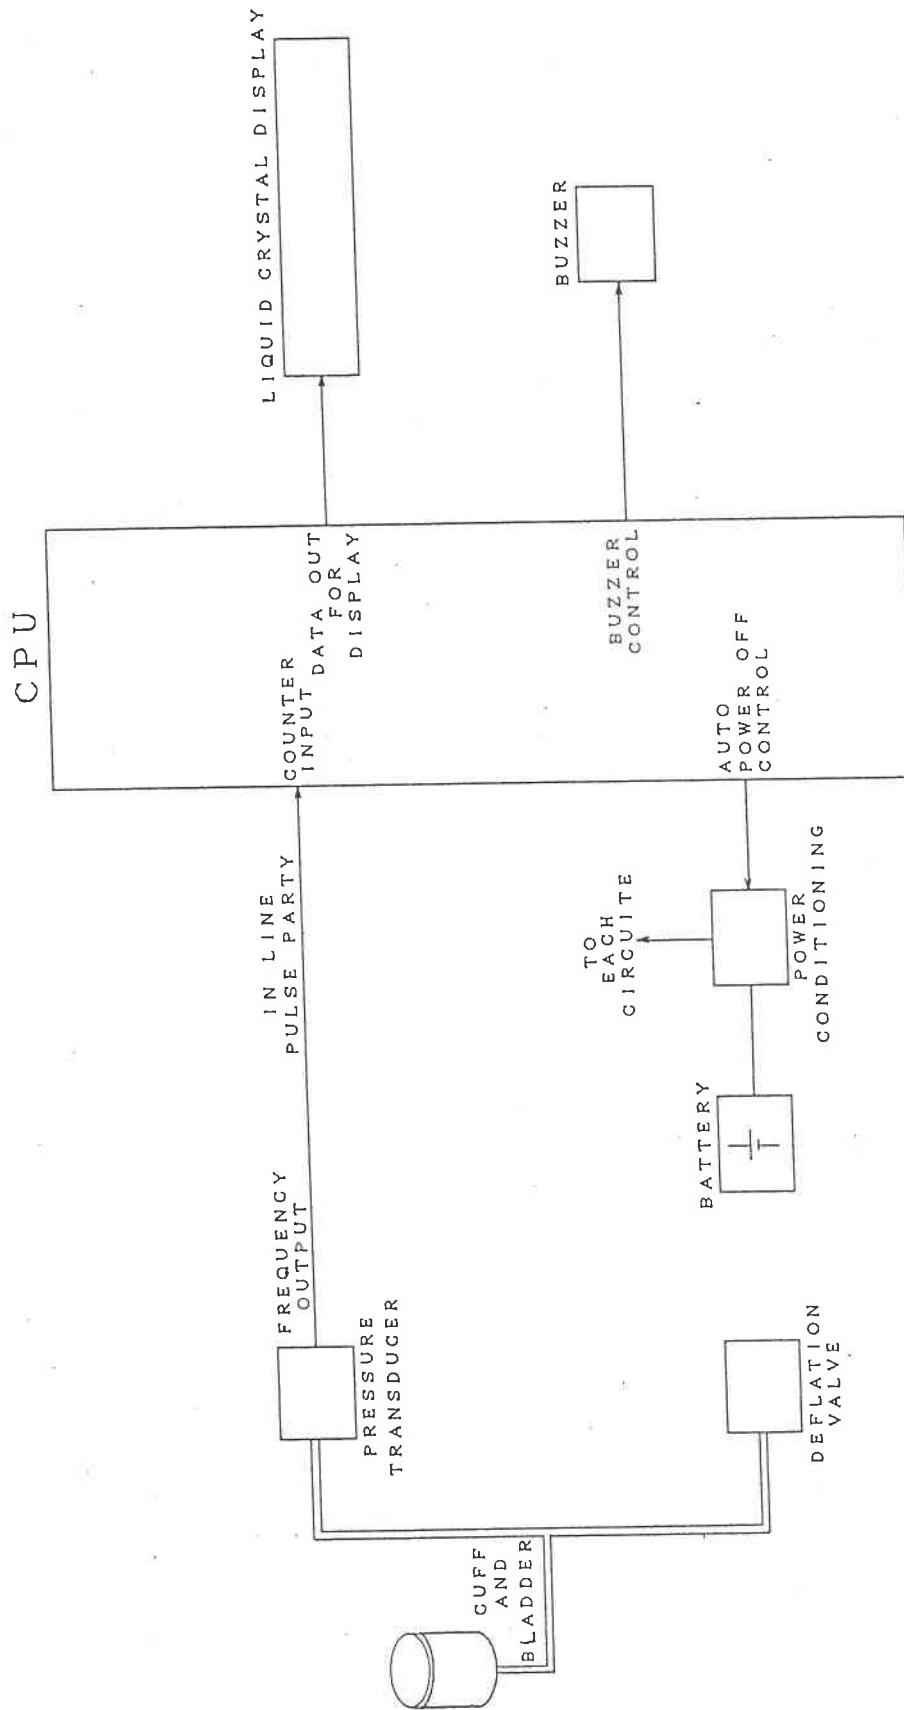 CPU
LIQUID CRYSTAL DISPLAY
COUNTER
INPUT
DATA OUT
FOR
DISPLAY
IN LINE
PULSE PARTY
FREQUENCY
OUTPUT
PRESSURE
TRANSDUCER
CUFF
AND
BLADDER
BUZZER
BUZZER
CONTROL
TO
EACH
CIRCUITE
AUTO
POWER OFF
CONTROL
BATTERY
POWER
CONDITIONING
DEFLATION
VALVE